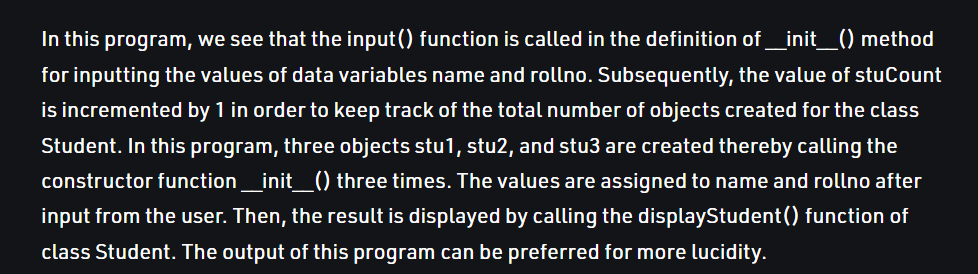 In this program, we see that the input() function is called in the definition of __init__() method
for inputting the values of data variables name and rollno. Subsequently, the value of stuCount
is incremented by 1 in order to keep track of the total number of objects created for the class
Student. In this program, three objects stu1, stu2, and stu3 are created thereby calling the
constructor function __init__() three times. The values are assigned to name and rollno after
input from the user. Then, the result is displayed by calling the displayStudent() function of
class Student. The output of this program can be preferred for more lucidity.